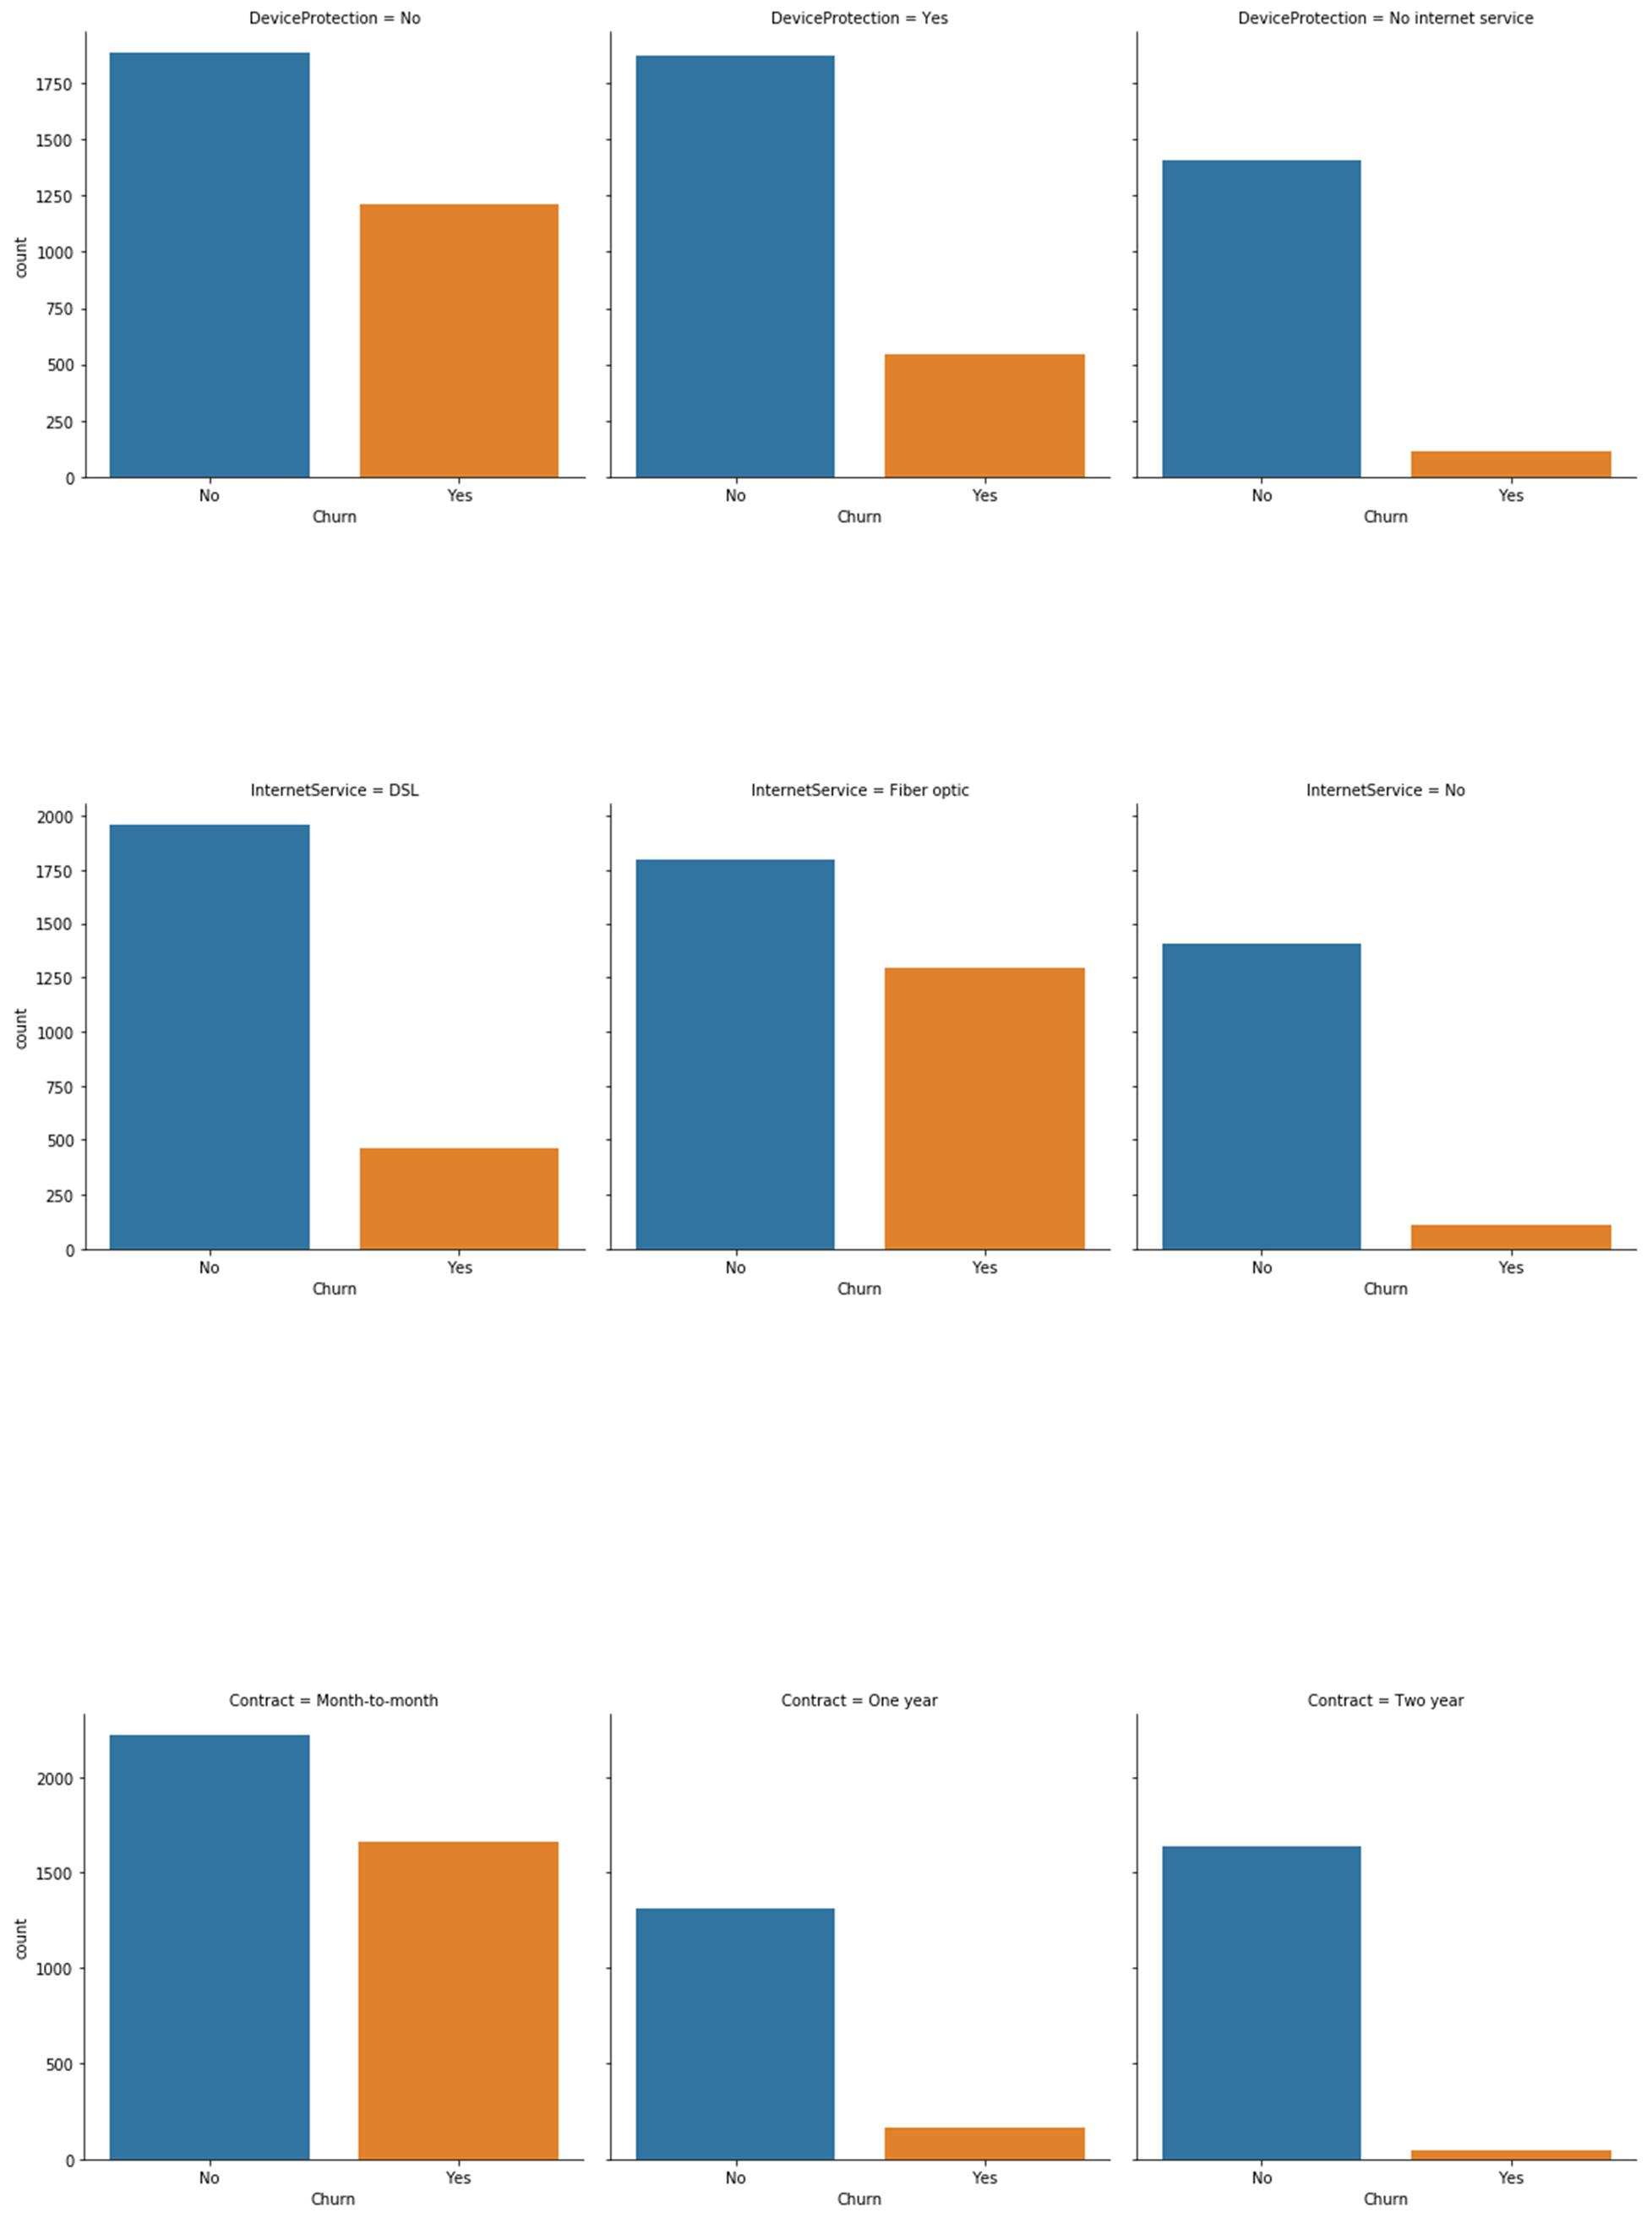 DeviceProtection = No
DeviceProtection = Yes
DeviceProtection = No internet service
count
1750
1500
1250
1000
750
500
250
0
No
Yes
Churn
No
Yes
Churn
No
Yes
Churn
InternetService = DSL
InternetService = Fiber optic
InternetService = No
count
2000
1750
1500
1250
1000
750
500
250
0
No
Yes
Churn
No
Yes
Churn
No
Yes
Churn
Contract = Month-to-month
Contract = One year
Contract = Two year
count
2000
1500
1000
500
0
No
Yes
Churn
No
Yes
Churn
No
Yes
Churn